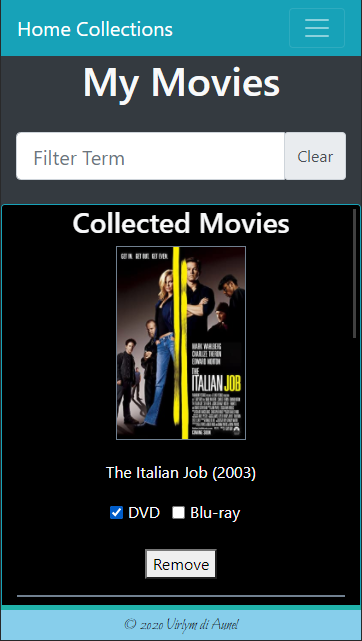 Home Collections
My Movies
Filter Term
Clear
Collected Movies
GET IN. GET OUT. GET EVEN.
MARK WAHLBERG
CHARLIZE THERON
EDWARD NORTON
THE
ITALIAN JOB
COMING SOON
The Italian Job (2003)
DVD
Blu-ray
Remove
© 2020 Virlym di Aunel